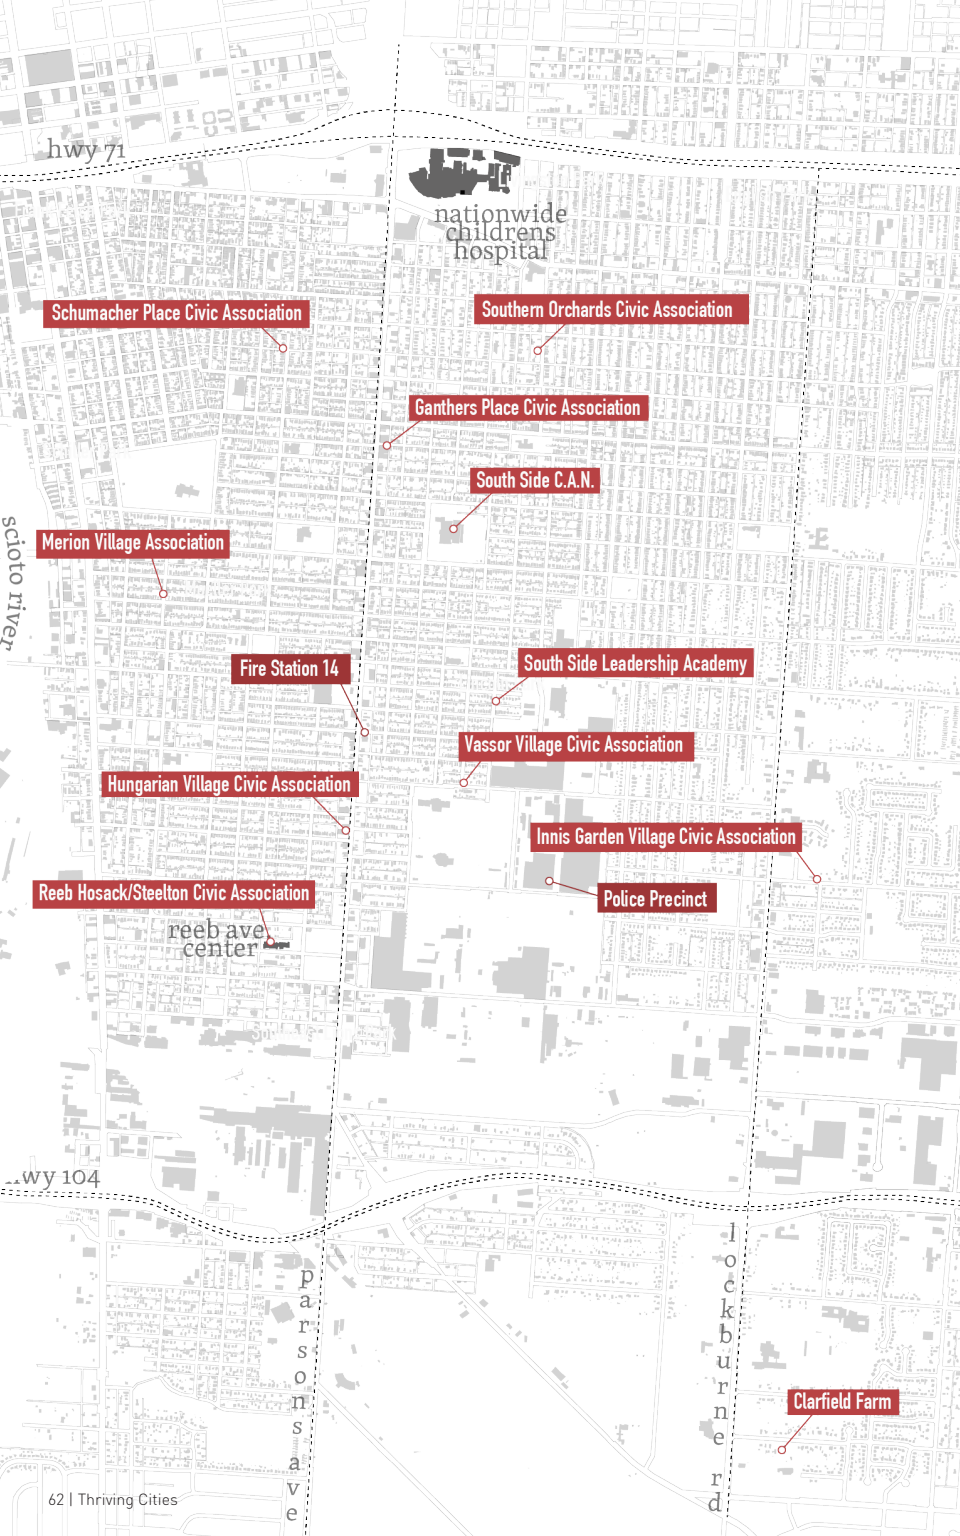 hwy 71
nationwide
childrens
hospital
Schumacher Place Civic Association
Southern Orchards Civic Association
Ganthers Place Civic Association
South Side C.A.N.
scioto river
Merion Village Association
South Side Leadership Academy
Fire Station 14
Vassor Village Civic Association
Hungarian Village Civic Association
Innis Garden Village Civic Association
Reeb Hosack/Steelton Civic Association
Police Precinct
reeb ave
center
hwy 104
lockburne rd
parsons ave
Clarfield Farm
62 | Thriving Cities